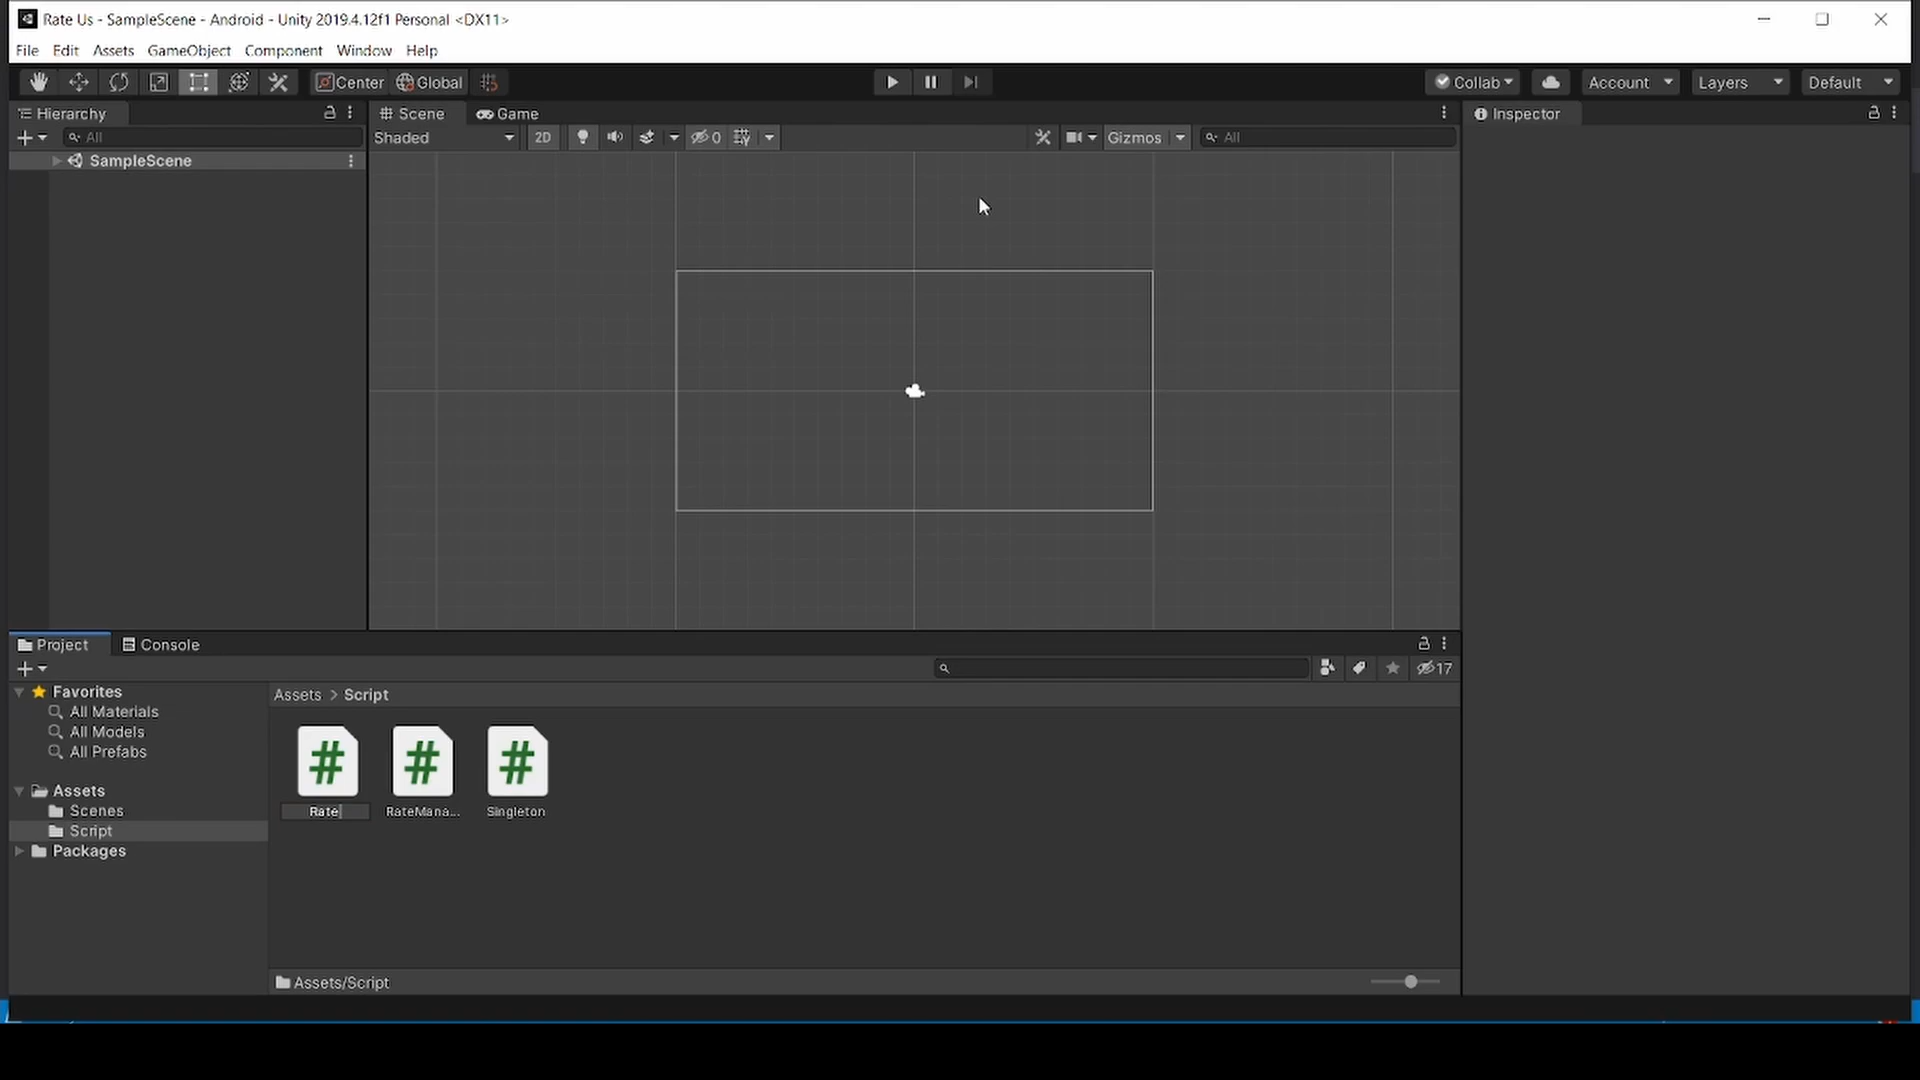 Rate Us - SampleScene - Android - Unity 2019.4.12f1 Personal <DX11>
File Edit Assets GameObject Component Window Help
Center Global Collab Account Layers Default
Hierarchy Scene Game Inspector
All Shaded 2D 0 Gizmos All
SampleScene
Project Console
17
Favorites
All Materials
All Models
All Prefabs
Assets
Scenes
Script
Packages
Assets > Script
# # #
Rate RateMana... Singleton
Assets/Script